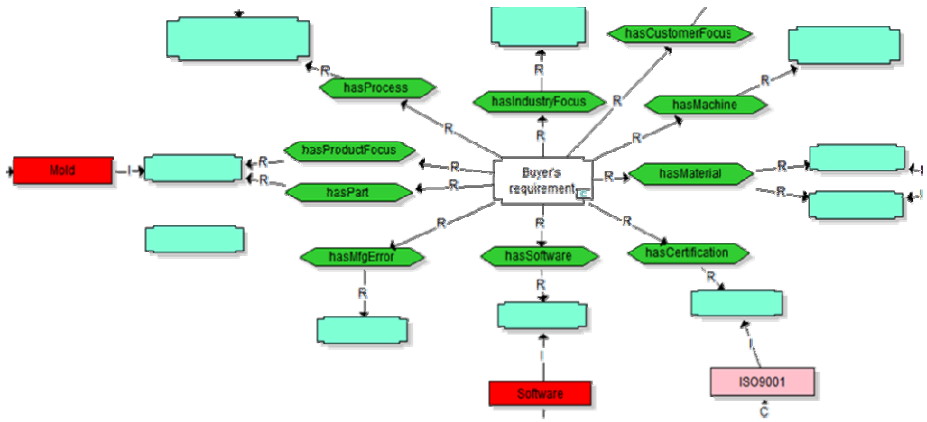 hasCustomerFocus
R
hasProcess
R
hasIndustryFocus
R
hasMachine
R
R
R
R
R
hasProductFocus
R
R
Mold
I
hasPart
R
R
Buyer's
requirement
R
hasMaterial
R
R
R
R
R
hasMfgError
R
hasSoftware
R
hasCertification
R
I
I
Software
ISO9001
C